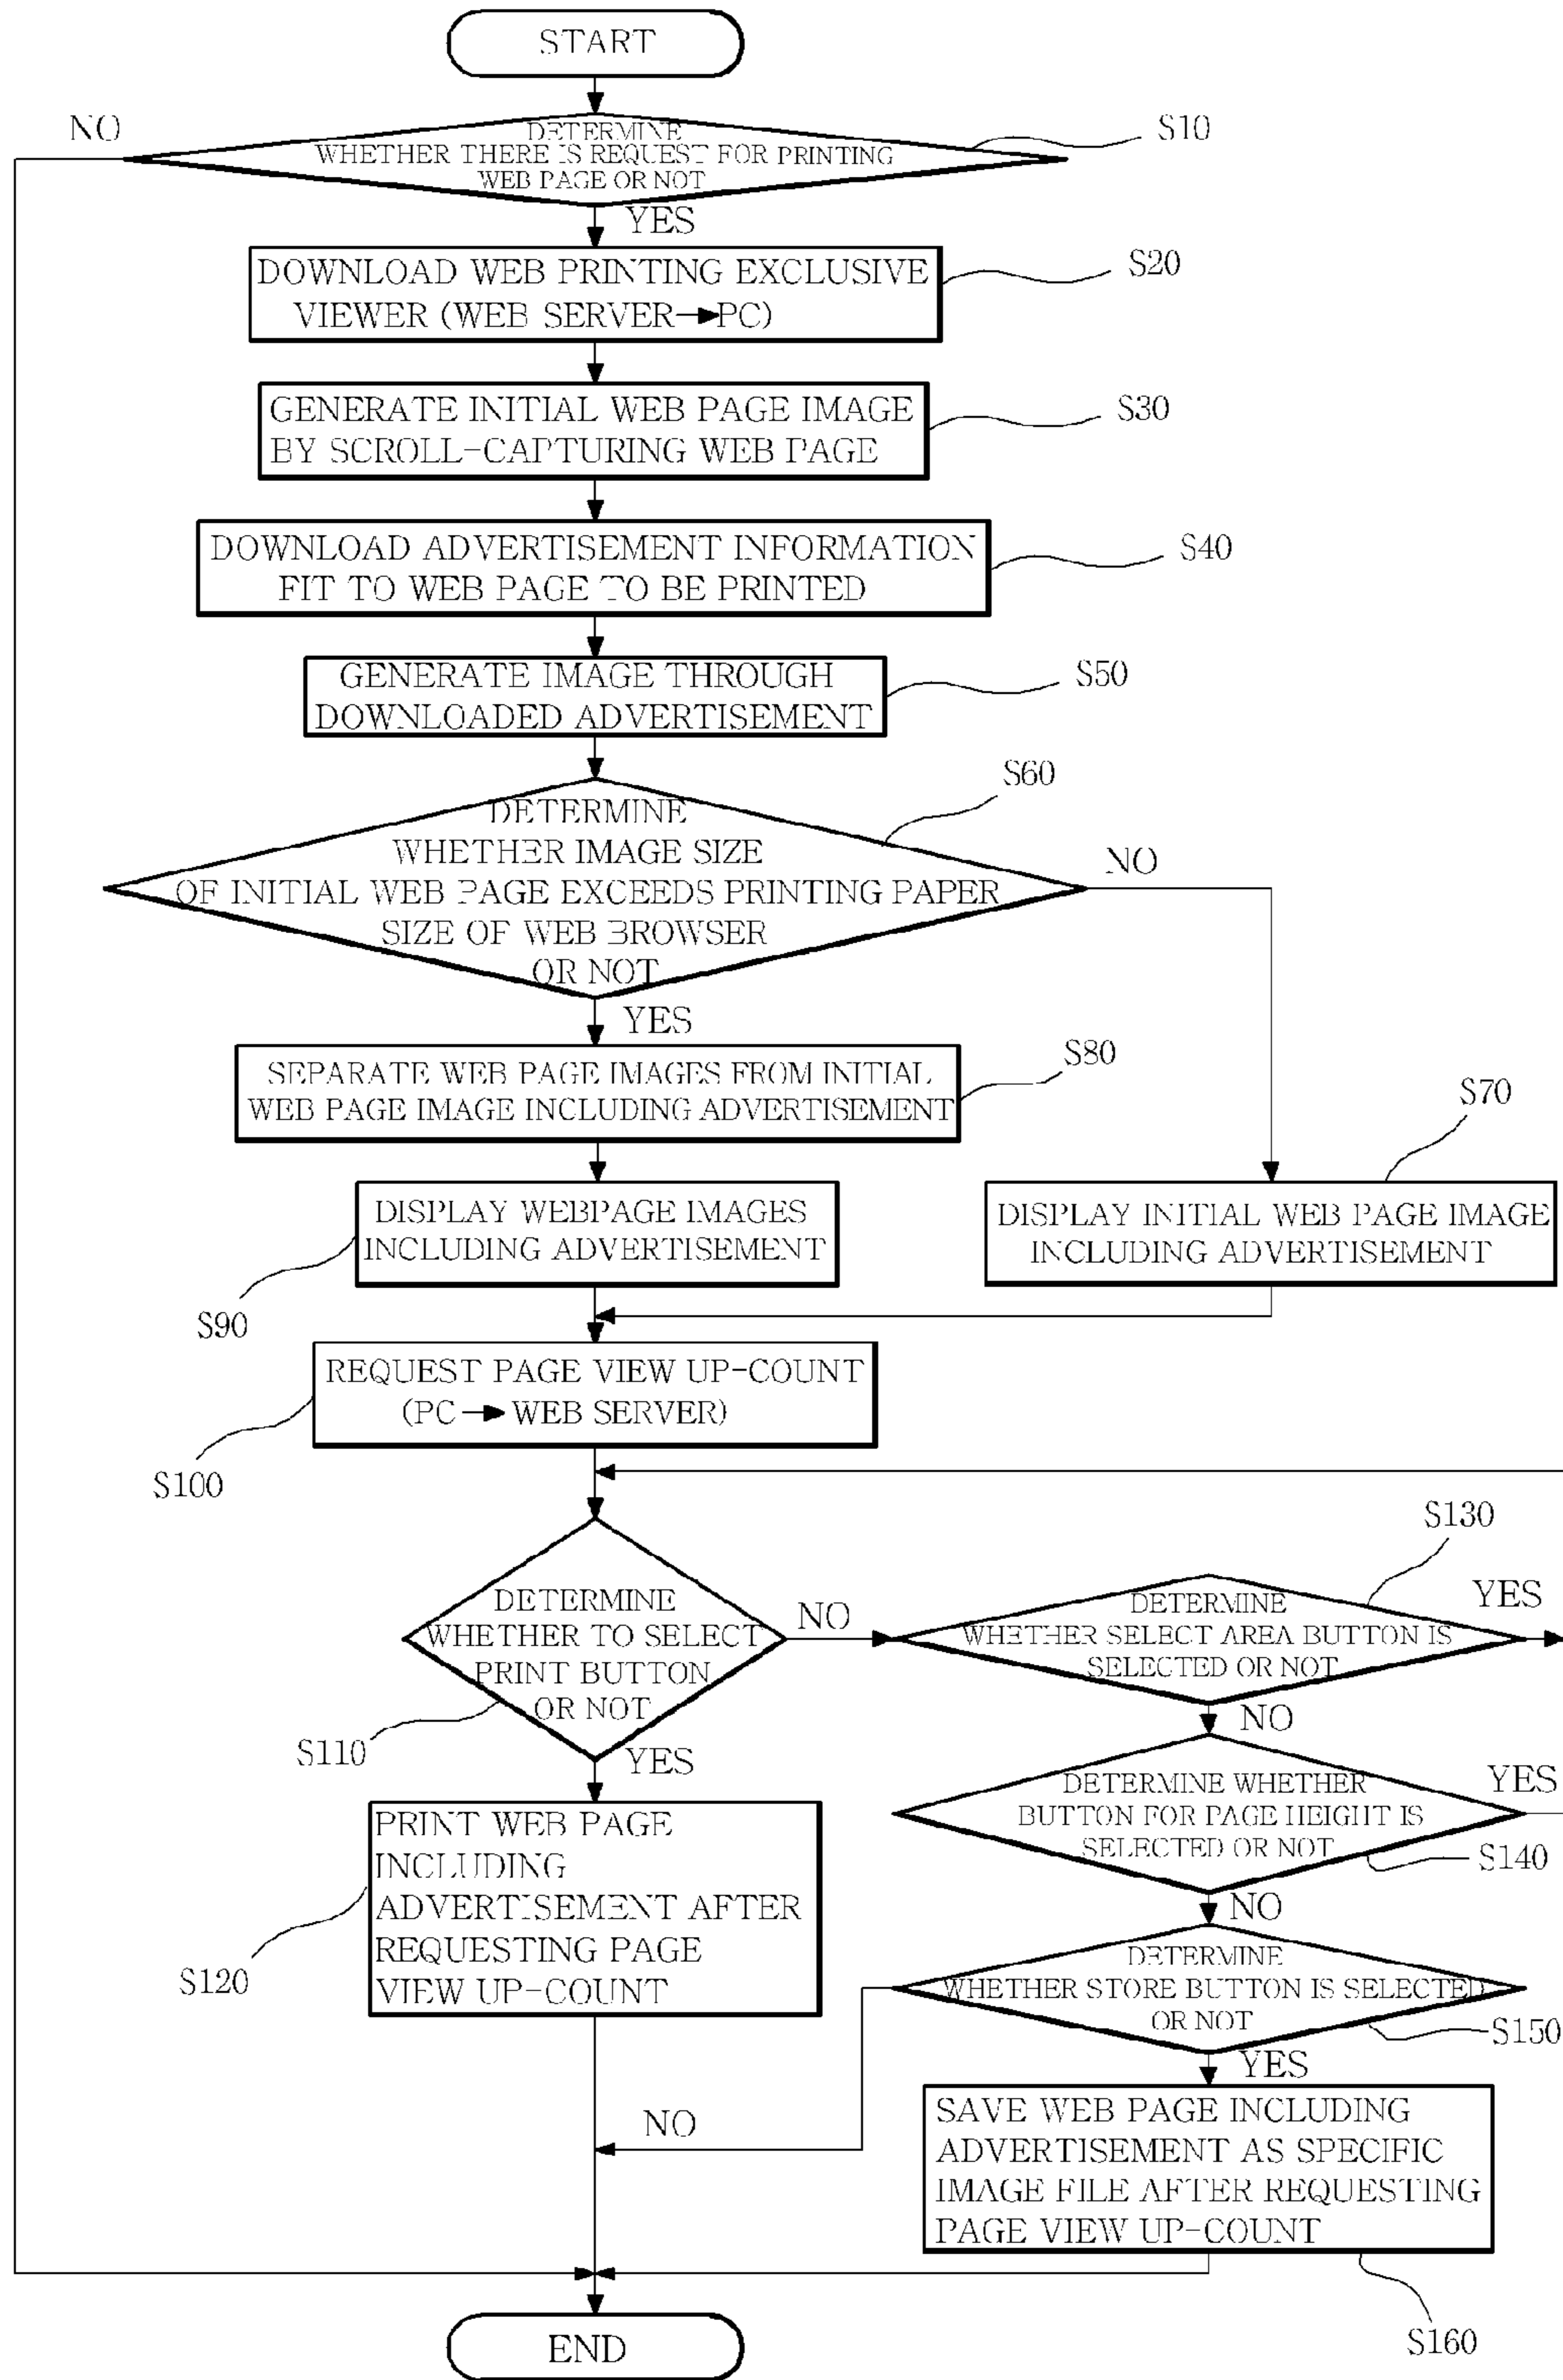 START
NO
DETERMINE
WHETHER THERE IS REQUEST FOR PRINTING
WEB PAGE OR NOT
S10
YES
DOWNLOAD WEB PRINTING EXCLUSIVE
VIEWER (WEB SERVER→PC)
S20
GENERATE INITIAL WEB PAGE IMAGE
BY SCROLL-CAPTURING WEB PAGE
S30
DOWNLOAD ADVERTISEMENT INFORMATION
FIT TO WEB PAGE TO BE PRINTED
S40
GENERATE IMAGE THROUGH
DOWNLOADED ADVERTISEMENT
S50
DETERMINE
WHETHER IMAGE SIZE
OF INITIAL WEB PAGE EXCEEDS PRINTING PAPER
SIZE OF WEB BROWSER
OR NOT
S60
NO
YES
SEPARATE WEB PAGE IMAGES FROM INITIAL
WEB PAGE IMAGE INCLUDING ADVERTISEMENT
S80
S70
DISPLAY WEBPAGE IMAGES
INCLUDING ADVERTISEMENT
S90
DISPLAY INITIAL WEB PAGE IMAGE
INCLUDING ADVERTISEMENT
REQUEST PAGE VIEW UP-COUNT
(PC→WEB SERVER)
S100
DETERMINE
WHETHER TO SELECT
PRINT BUTTON
OR NOT
S110
NO
YES
S130
DETERMINE
WHETHER SELECT AREA BUTTON IS
SELECTED OR NOT
YES
NO
DETERMINE WHETHER
BUTTON FOR PAGE HEIGHT IS
SELECTED OR NOT
YES
S140
NO
PRINT WEB PAGE
INCLUDING
ADVERTISEMENT AFTER
REQUESTING PAGE
VIEW UP-COUNT
S120
DETERMINE
WHETHER STORE BUTTON IS SELECTED
OR NOT
S150
YES
NO
SAVE WEB PAGE INCLUDING
ADVERTISEMENT AS SPECIFIC
IMAGE FILE AFTER REQUESTING
PAGE VIEW UP-COUNT
S160
END